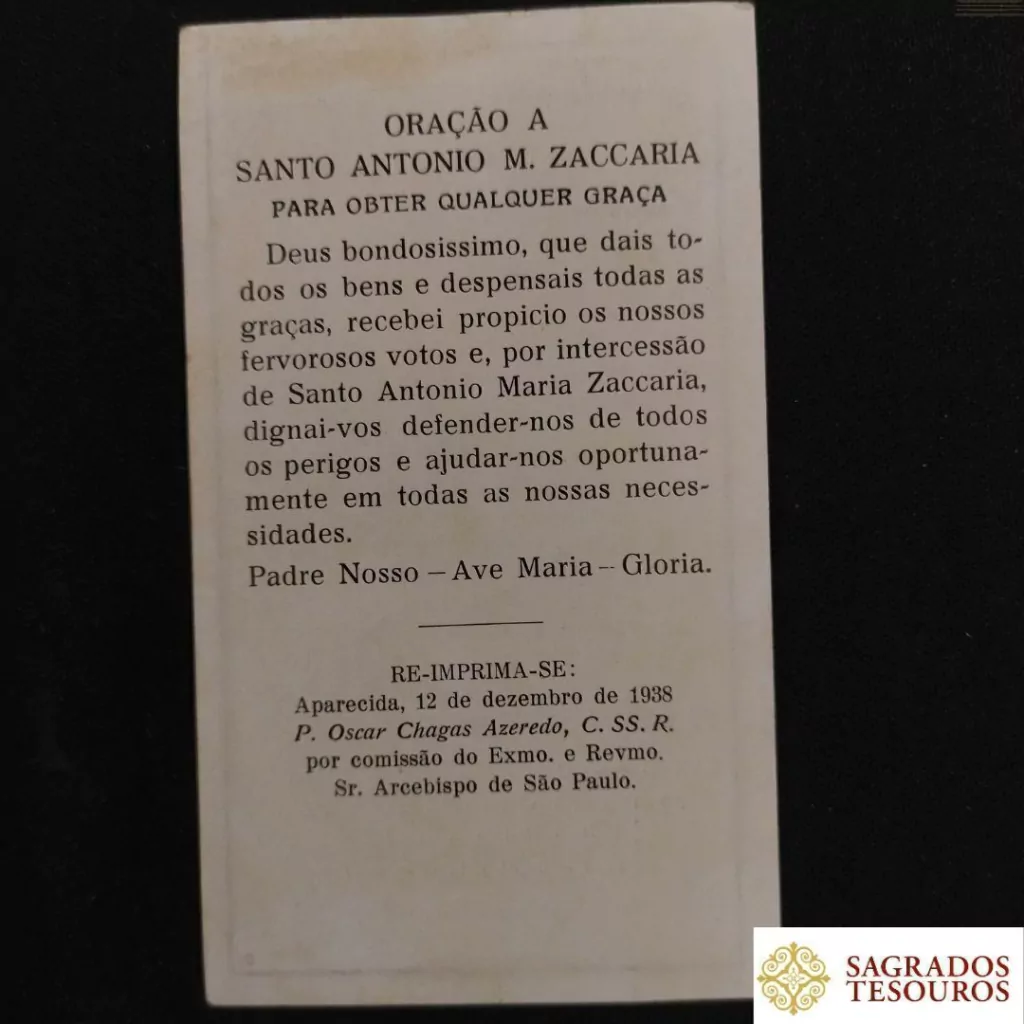 ORAÇÃO A
SANTO ANTONIO M. ZACCARIA
PARA OBTER QUALQUER GRAÇA
Deus bondosissimo, que dais to-
dos os bens e despensais todas as
graças, recebei propicio os nossos
fervorosos votos e, por intercessão
de Santo Antonio Maria Zaccaria,
dignai-vos defender-nos de todos
os perigos e ajudar-nos oportuna-
mente em todas as nossas neces-
sidades.
Padre Nosso – Ave Maria – Gloria.
RE-IMPRIMA-SE:
Aparecida, 12 de dezembro de 1938
P. Oscar Chagas Azeredo, C. SS. R.
por comissão do Exmo. e Revmo.
Sr. Arcebispo de São Paulo.
SAGRADOS
TESOUROS